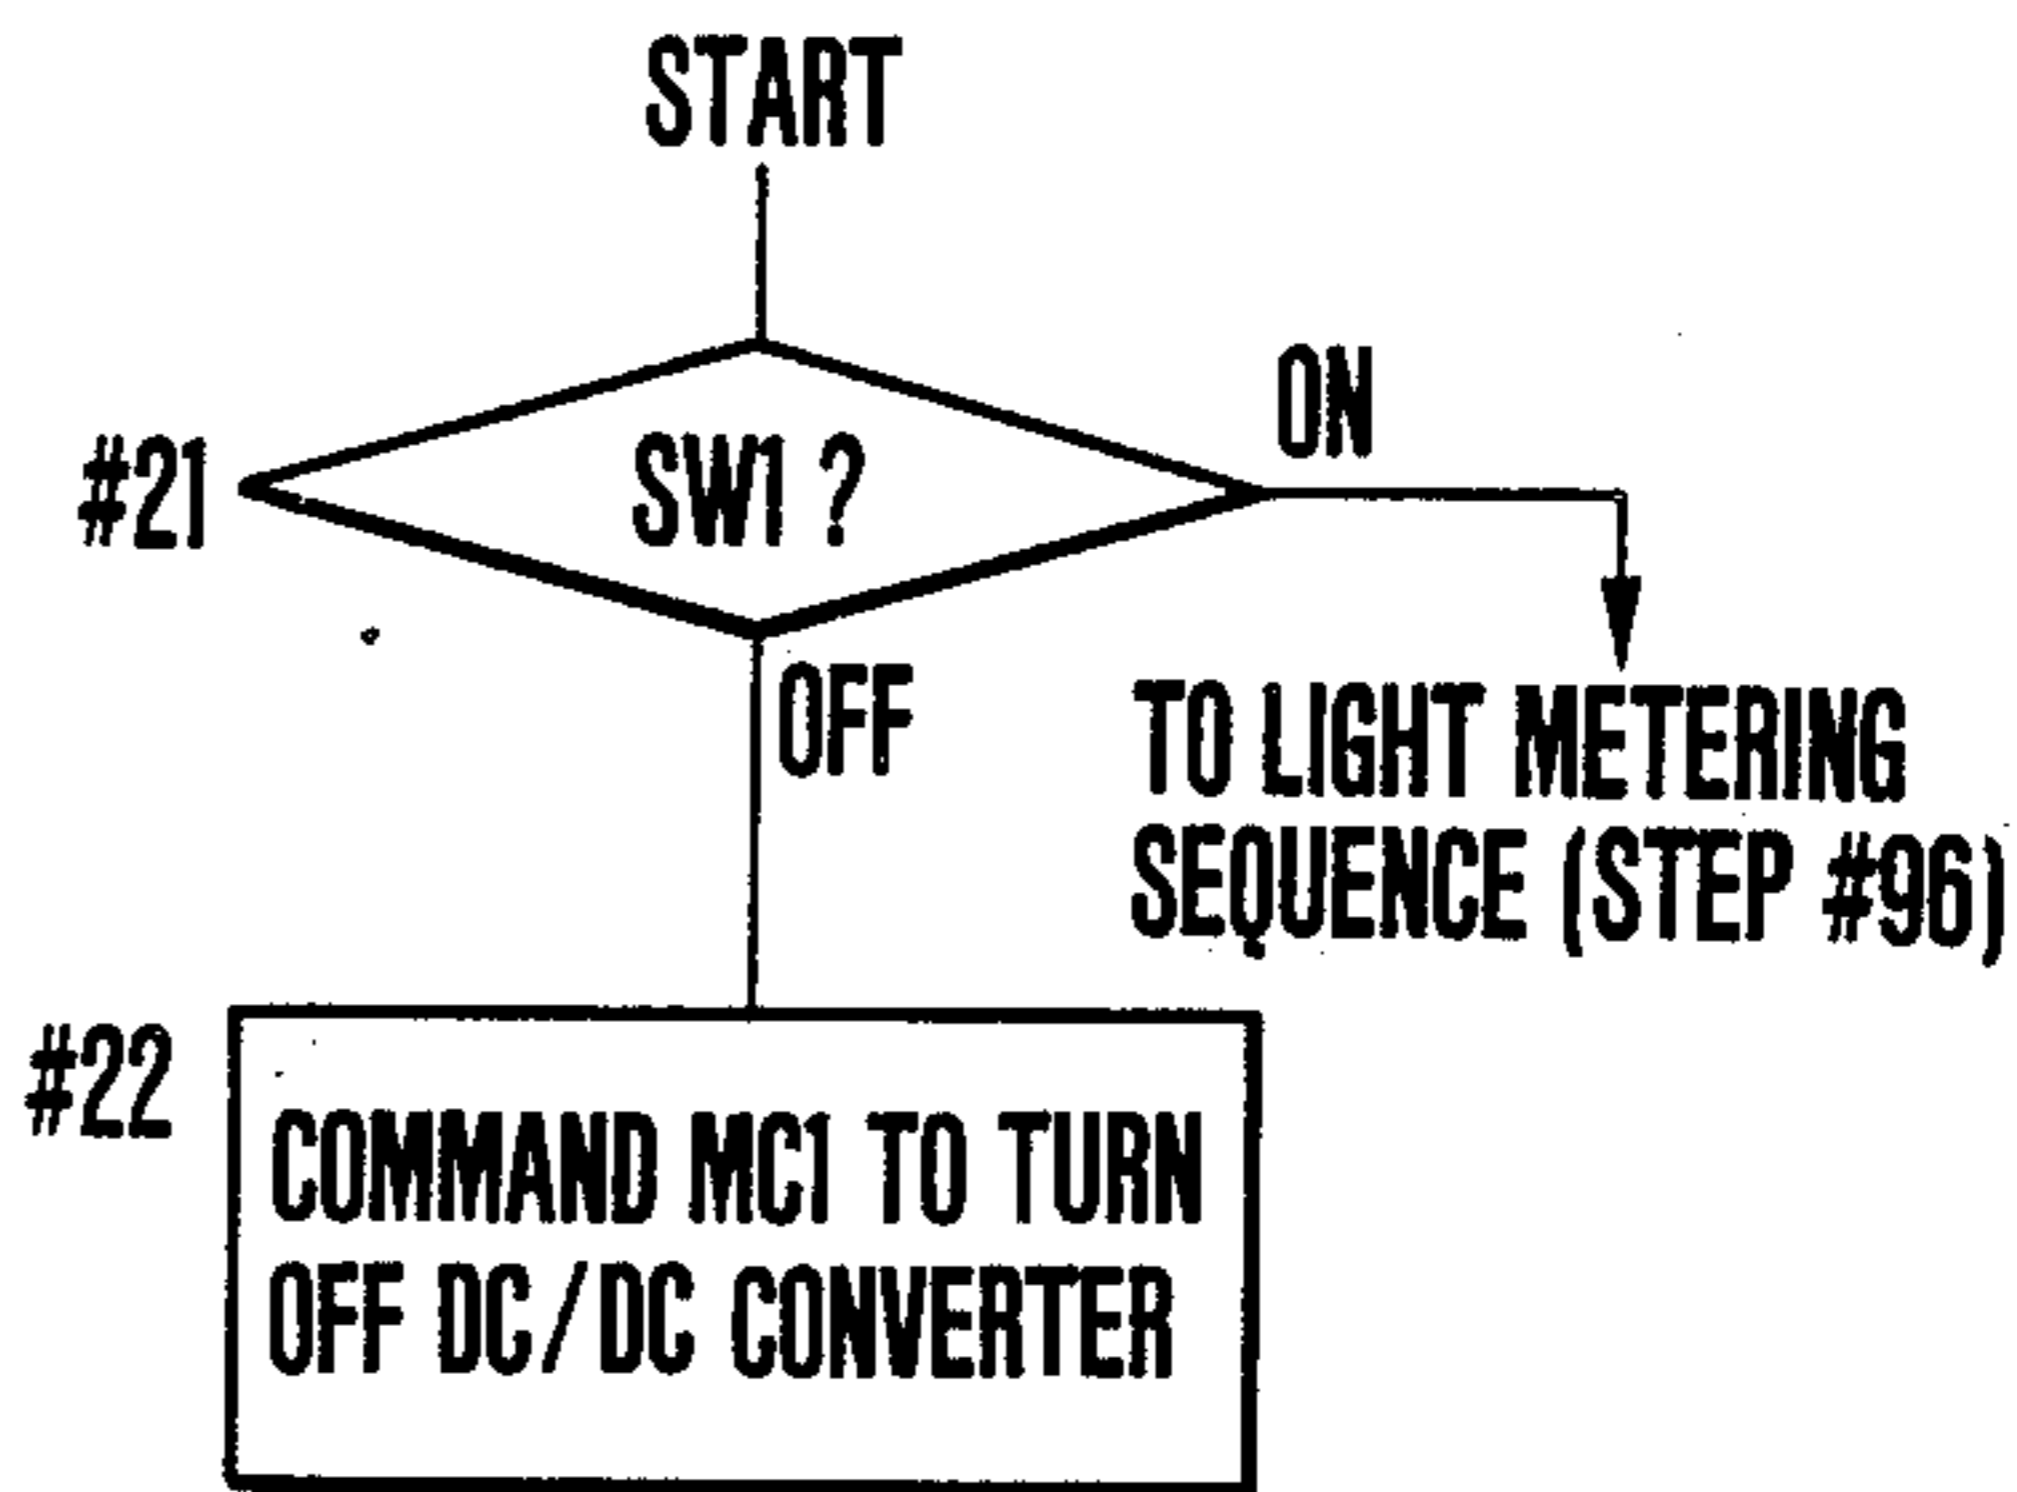 START
ON
#21
SW1 ?
OFF
TO LIGHT METERING
SEQUENCE (STEP #96)
#22
COMMAND MC1 TO TURN
OFF DC/DC CONVERTER